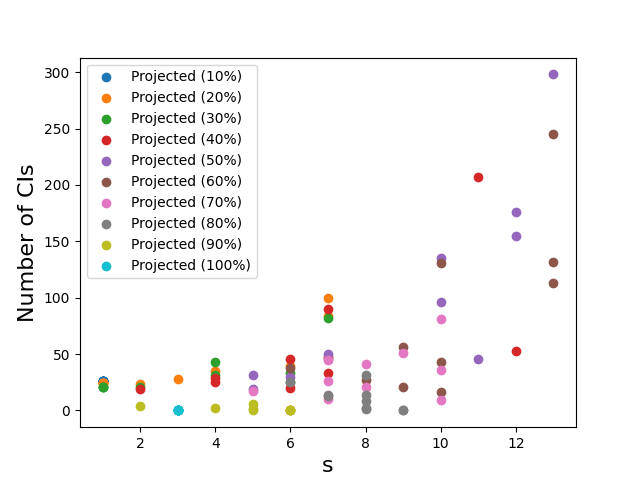 Projected (10%)
Projected (20%)
Projected (30%)
Projected (40%)
Projected (50%)
Projected (60%)
Projected (70%)
Projected (80%)
Projected (90%)
Projected (100%)
Number of CIs
300
250
200
150
100
50
0
2
4
6
8
10
12
s